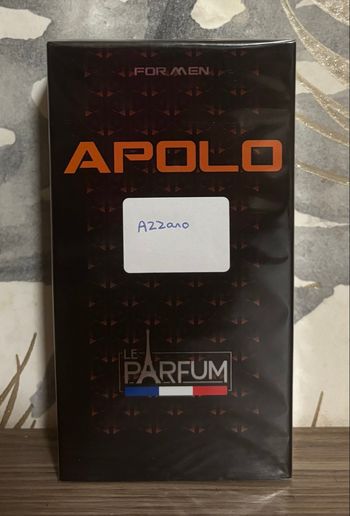 FOR MEN
APOLO
Azzaro
LE
PARFUM